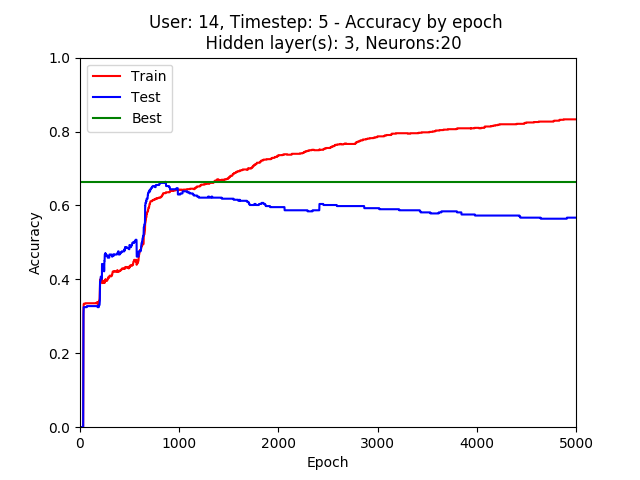 User: 14, Timestep: 5 - Accuracy by epoch
Hidden layer(s): 3, Neurons:20
1.0
0.8
0.6
0.4
0.2
0.0
Accuracy
Train
Test
Best
0
1000
2000
3000
4000
5000
Epoch